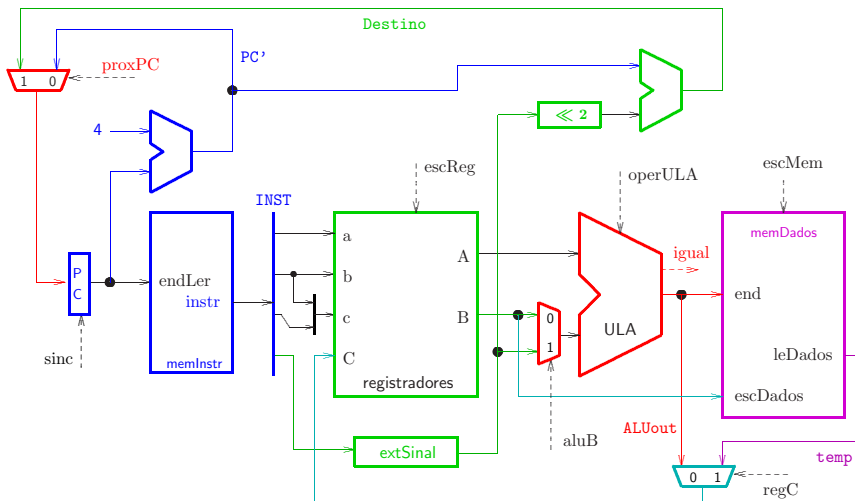 Destino
PC'
proxPC
1 0
4
≪ 2
escReg
operULA
escMem
INST
memDados
a
A
igual
b
P
C
endLer
instr
c
B
0
1
ULA
end
sinc
memInstr
C
registradores
leDados
escDados
extSinal
aluB
ALUout
temp
0 1
regC